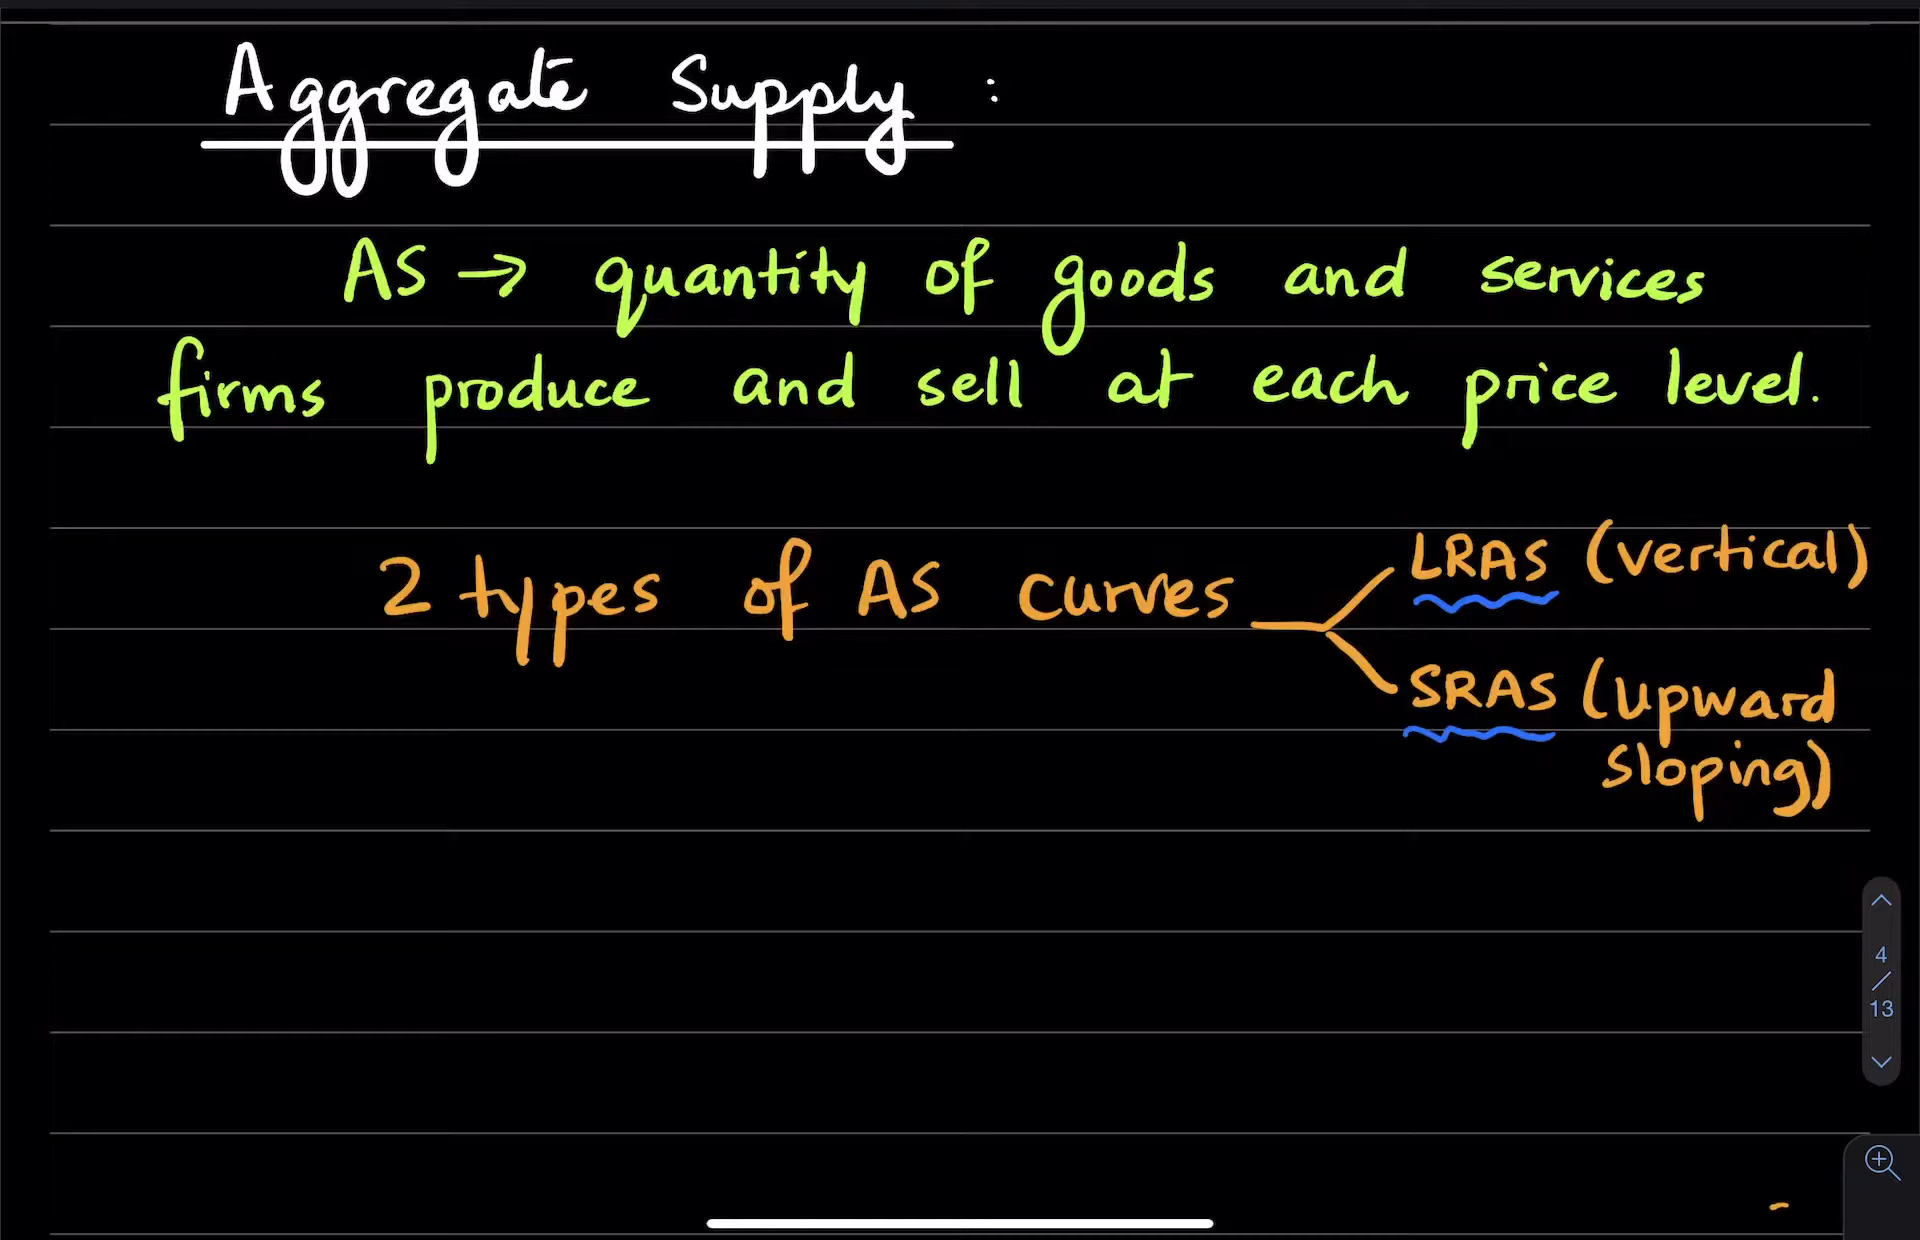 Aggregate Supply :
AS → quantity of goods and services
firms produce and sell at each price level.
2 types of AS curves
LRAS (vertical)
SRAS (upward
sloping)
4
/
13